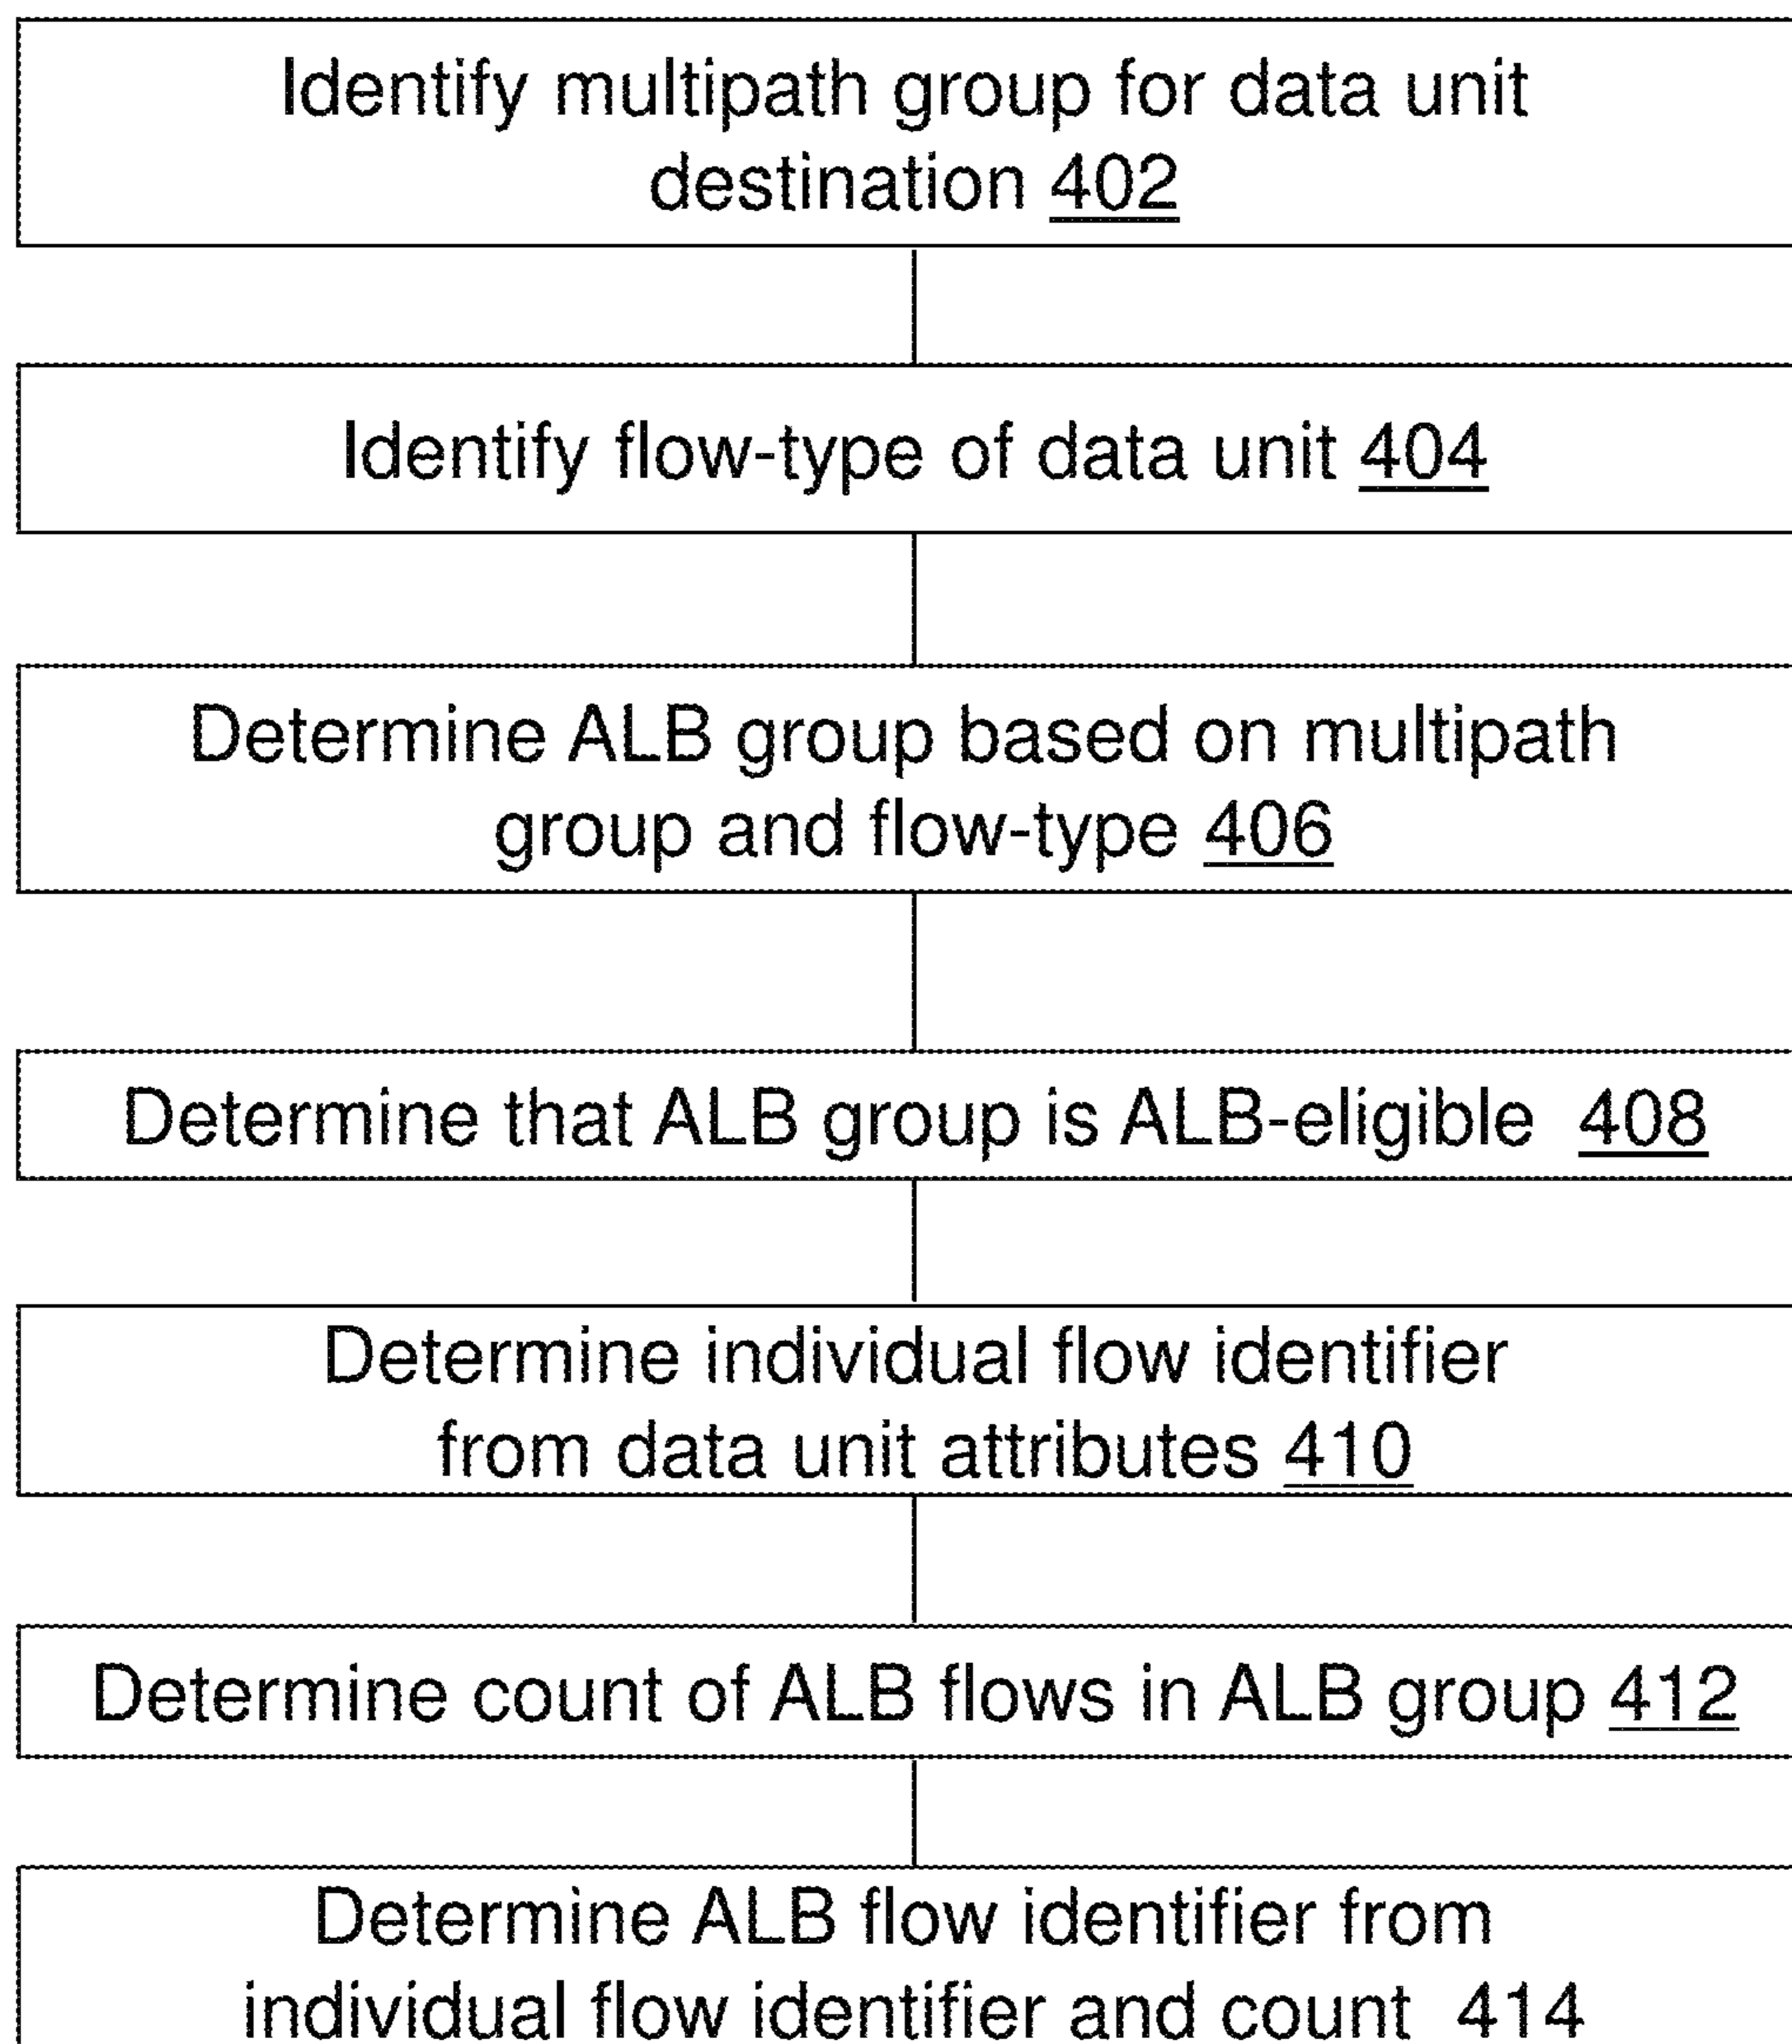 Identify multipath group for data unit
destination 402
Identify flow-type of data unit 404
Determine ALB group based on multipath
group and flow-type 406
Determine that ALB group is ALB-eligible 408
Determine individual flow identifier
from data unit attributes 410
Determine count of ALB flows in ALB group 412
Determine ALB flow identifier from
individual flow identifier and count 414